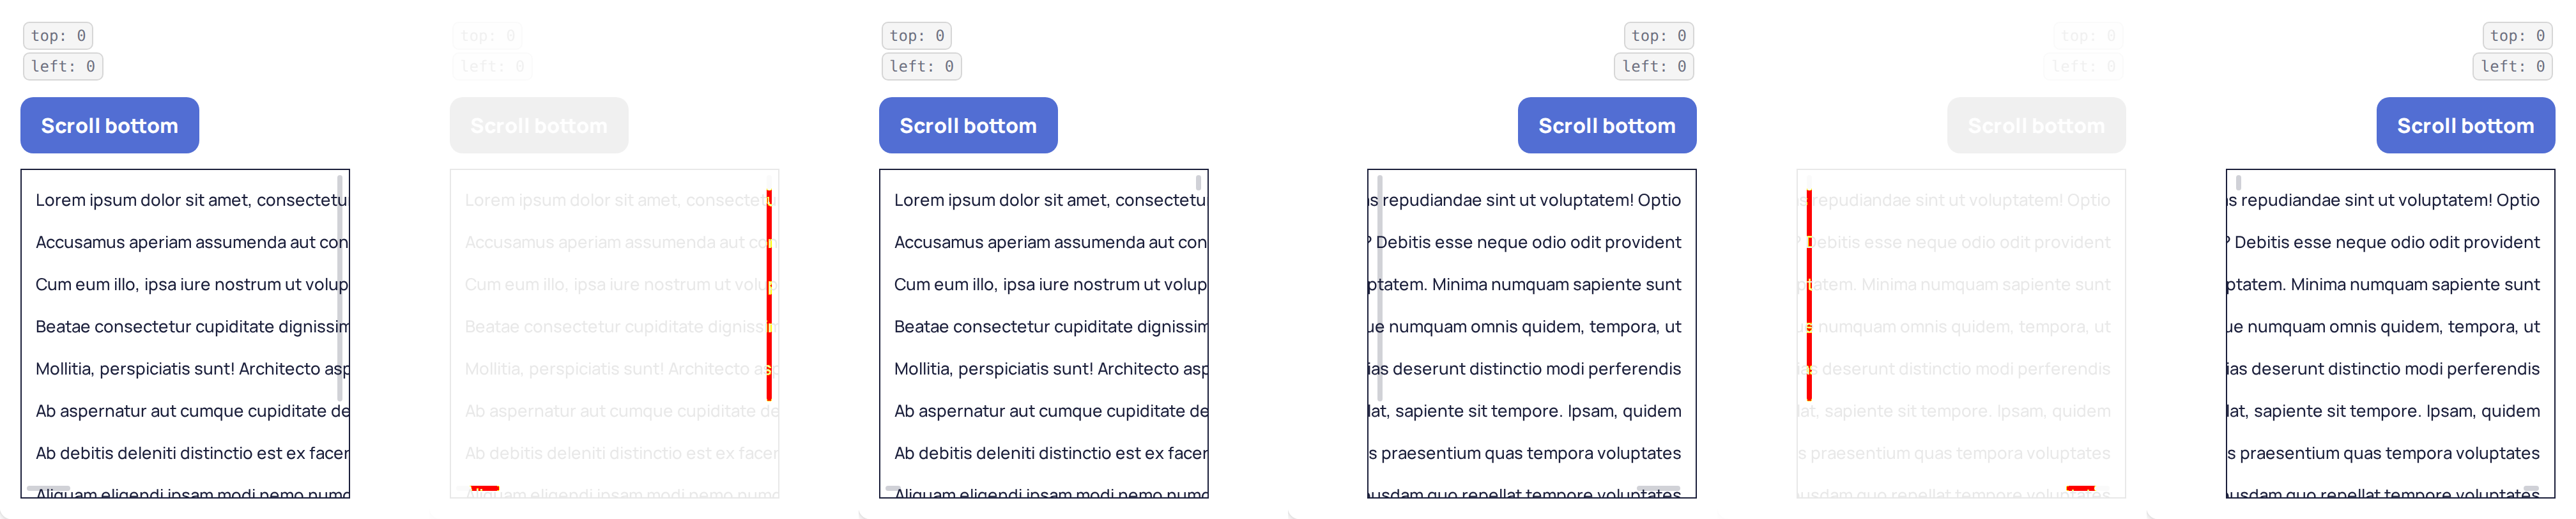 top: 0
left: 0
Scroll bottom
Lorem ipsum dolor sit amet, consectetu
Accusamus aperiam assumenda aut con
Cum eum illo, ipsa iure nostrum ut volup
Beatae consectetur cupiditate dignissim
Mollitia, perspiciatis sunt! Architecto asp
Ab aspernatur aut cumque cupiditate de
Ab debitis deleniti distinctio est ex facer
Aliquam eligendi ipsam modi nemo numq
top: 0
left: 0
Scroll bottom
Lorem ipsum dolor sit amet, consectetu
Accusamus aperiam assumenda aut con
Cum eum illo, ipsa iure nostrum ut volup
Beatae consectetur cupiditate dignissim
Mollitia, perspiciatis sunt! Architecto asp
Ab aspernatur aut cumque cupiditate de
Ab debitis deleniti distinctio est ex facer
Aliquam eligendi ipsam modi nemo numq
top: 0
left: 0
Scroll bottom
Lorem ipsum dolor sit amet, consectetu
Accusamus aperiam assumenda aut con
Cum eum illo, ipsa iure nostrum ut volup
Beatae consectetur cupiditate dignissim
Mollitia, perspiciatis sunt! Architecto asp
Ab aspernatur aut cumque cupiditate de
Ab debitis deleniti distinctio est ex facer
Aliquam eligendi ipsam modi nemo numq
top: 0
left: 0
Scroll bottom
s repudiandae sint ut voluptatem! Optio
? Debitis esse neque odio odit provident
ptatem. Minima numquam sapiente sunt
ue numquam omnis quidem, tempora, ut
ias deserunt distinctio modi perferendis
lat, sapiente sit tempore. Ipsam, quidem
s praesentium quas tempora voluptates
usdam quo repellat tempore voluptates
top: 0
left: 0
Scroll bottom
s repudiandae sint ut voluptatem! Optio
? Debitis esse neque odio odit provident
ptatem. Minima numquam sapiente sunt
ue numquam omnis quidem, tempora, ut
ias deserunt distinctio modi perferendis
lat, sapiente sit tempore. Ipsam, quidem
s praesentium quas tempora voluptates
usdam quo repellat tempore voluptates
top: 0
left: 0
Scroll bottom
s repudiandae sint ut voluptatem! Optio
? Debitis esse neque odio odit provident
ptatem. Minima numquam sapiente sunt
ue numquam omnis quidem, tempora, ut
ias deserunt distinctio modi perferendis
lat, sapiente sit tempore. Ipsam, quidem
s praesentium quas tempora voluptates
usdam quo repellat tempore voluptates